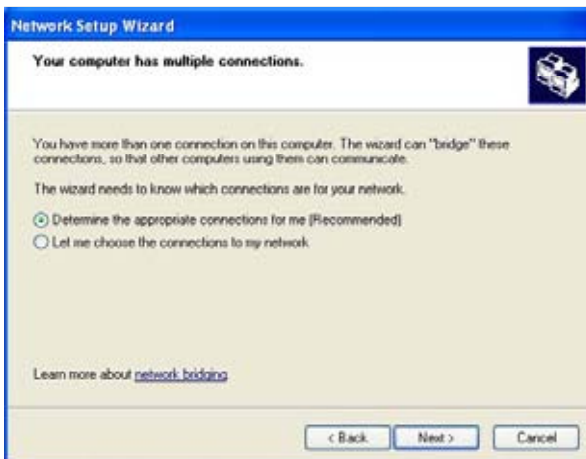 Network Setup Wizard
Your computer has multiple connections.
You have more than one connection on this computer. The wizard can "bridge" these
connections, so that other computers using them can communicate.
The wizard needs to know which connections are for your network.
Determine the appropriate connections for me (Recommended)
Let me choose the connections to my network
Learn more about network bridging
< Back
Next >
Cancel